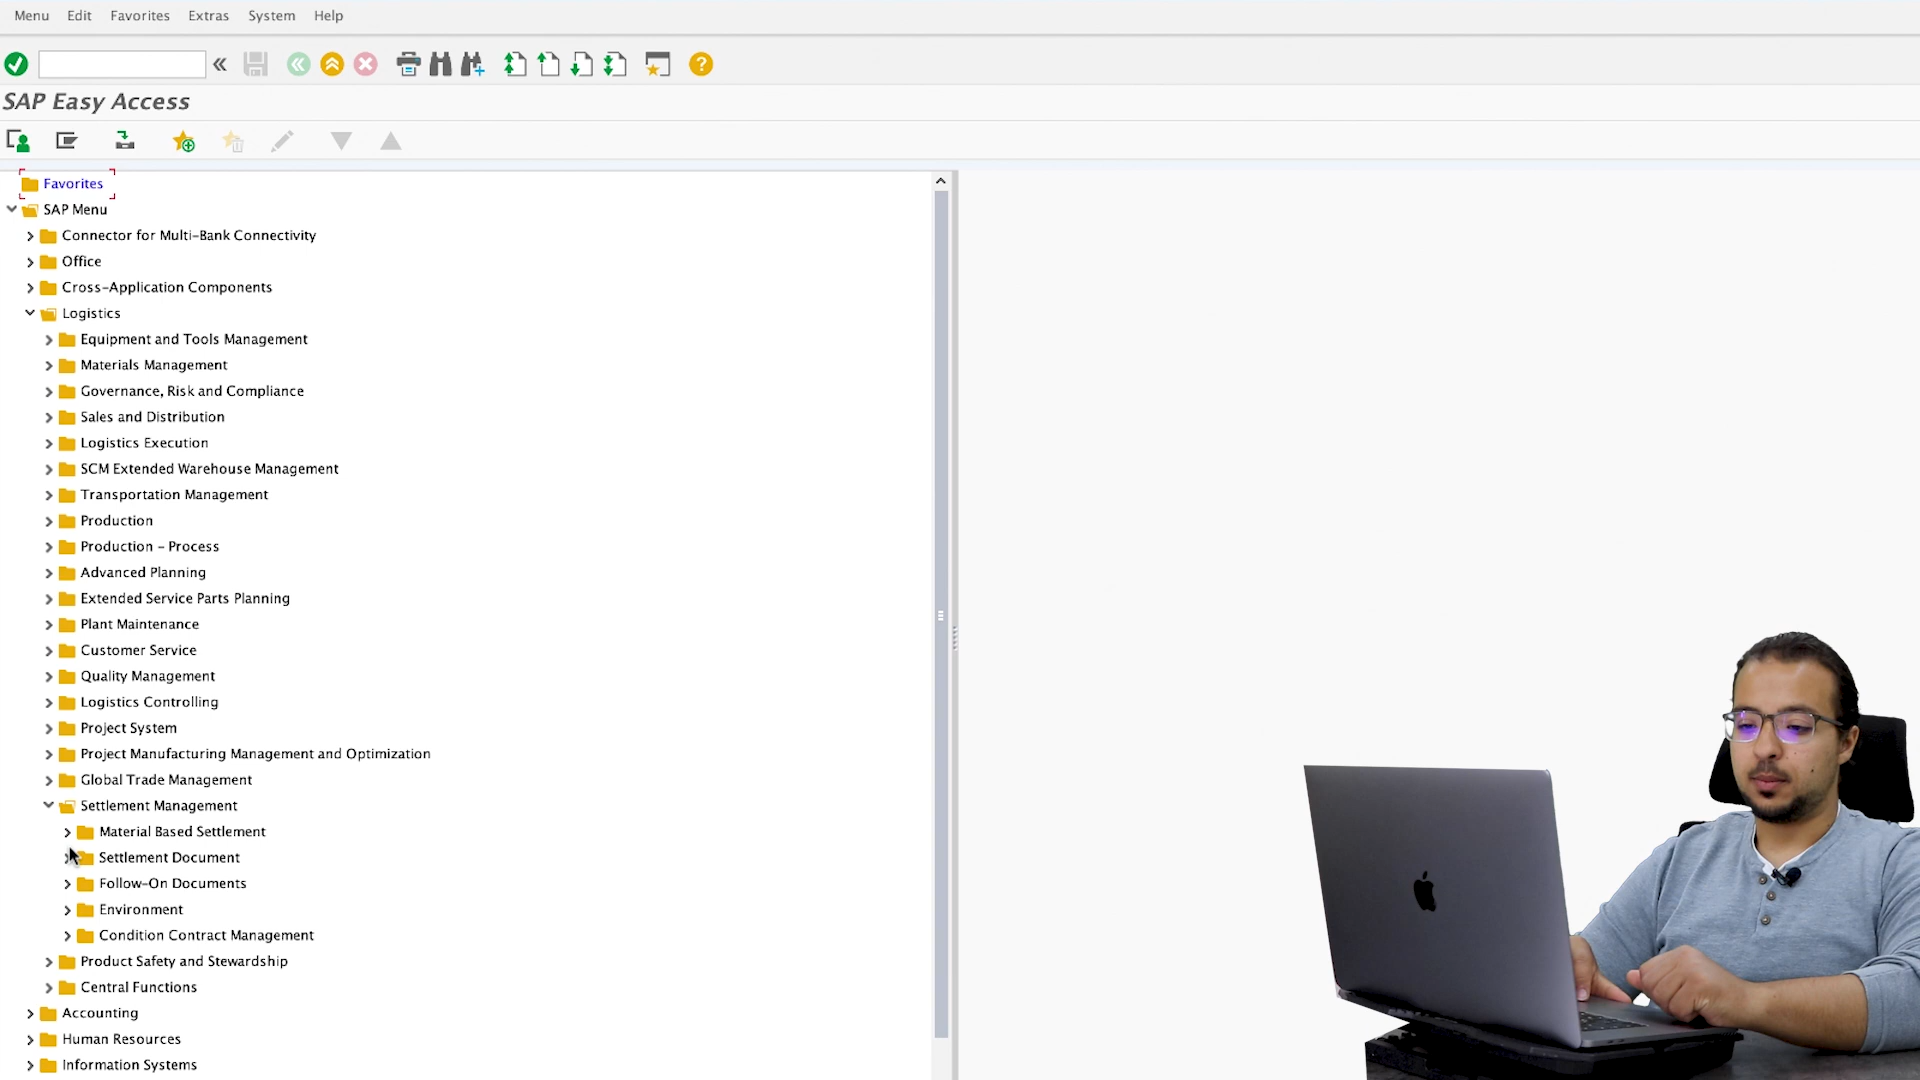 Menu Edit Favorites Extras System Help
SAP Easy Access
Favorites
SAP Menu
Connector for Multi-Bank Connectivity
Office
Cross-Application Components
Logistics
Equipment and Tools Management
Materials Management
Governance, Risk and Compliance
Sales and Distribution
Logistics Execution
SCM Extended Warehouse Management
Transportation Management
Production
Production - Process
Advanced Planning
Extended Service Parts Planning
Plant Maintenance
Customer Service
Quality Management
Logistics Controlling
Project System
Project Manufacturing Management and Optimization
Global Trade Management
Settlement Management
Material Based Settlement
Settlement Document
Follow-On Documents
Environment
Condition Contract Management
Product Safety and Stewardship
Central Functions
Accounting
Human Resources
Information Systems